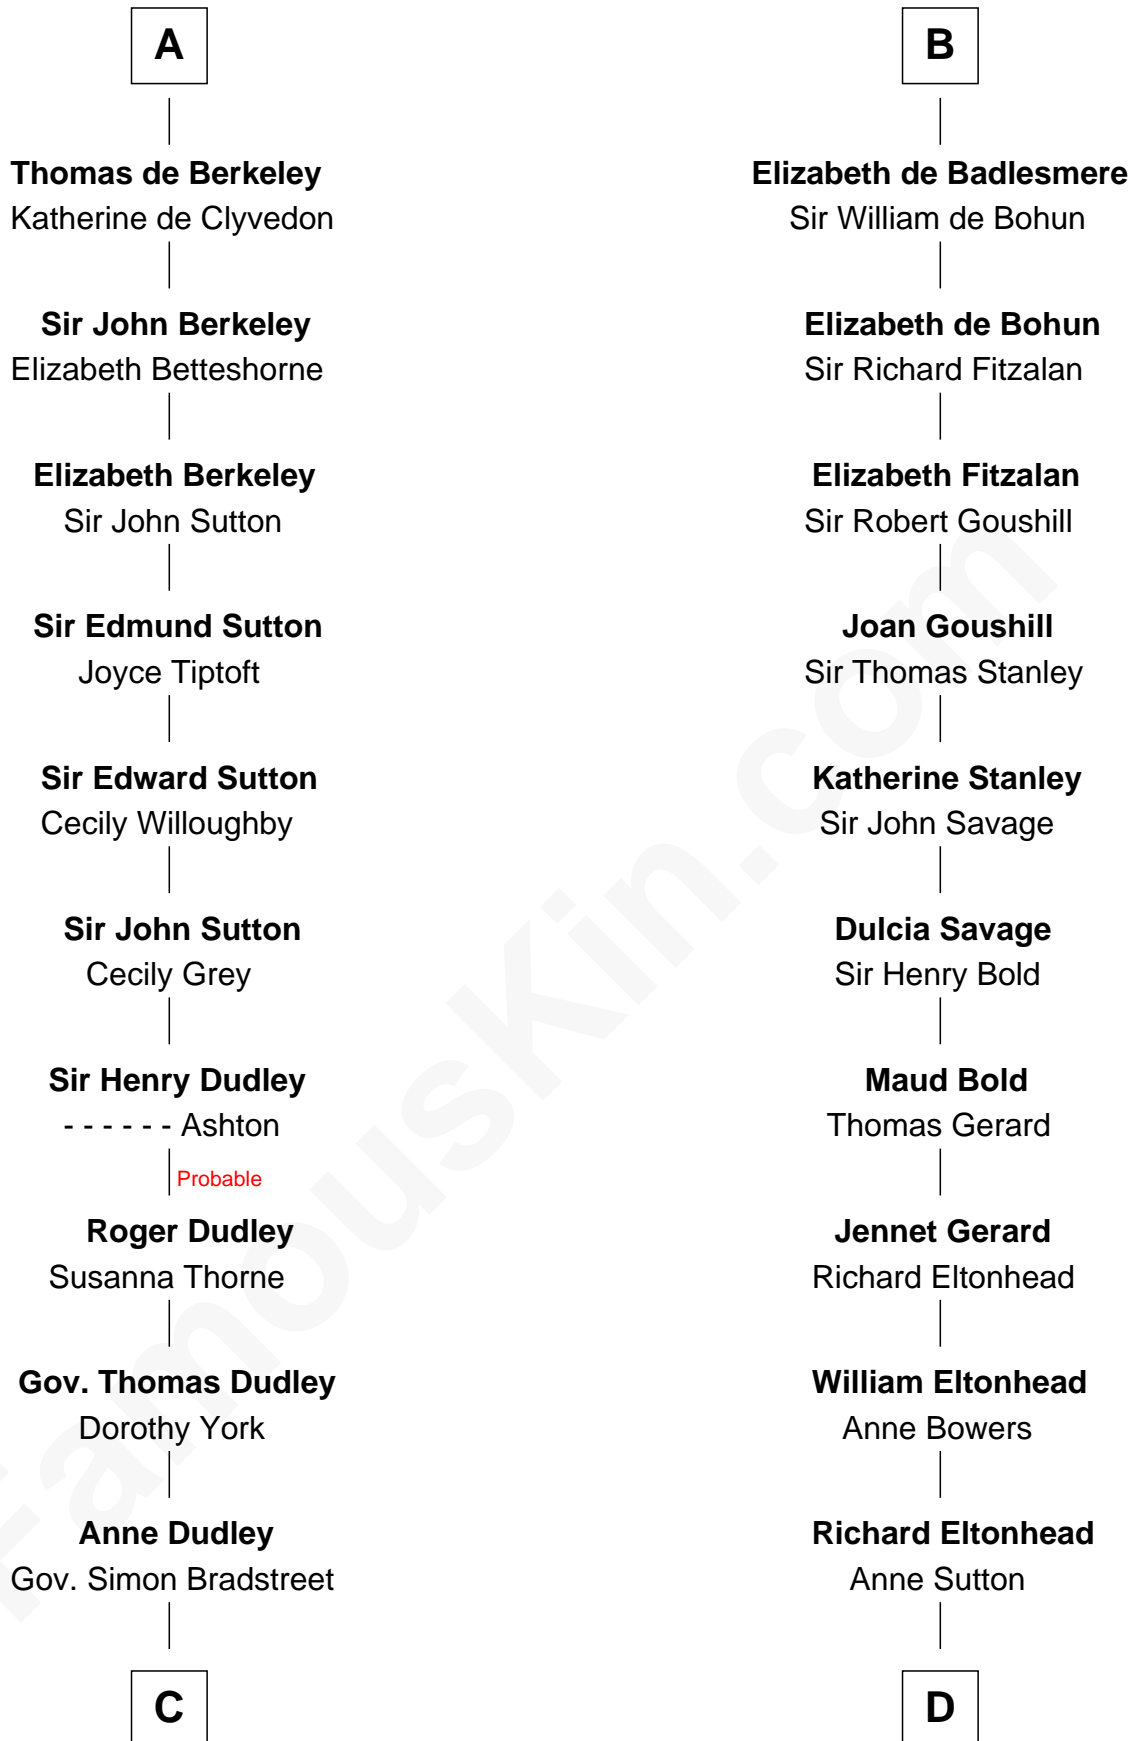 A
Thomas de Berkeley
Katherine de Clyvedon
Sir John Berkeley
Elizabeth Betteshorne
Elizabeth Berkeley
Sir John Sutton
Sir Edmund Sutton
Joyce Tiptoft
Sir Edward Sutton
Cecily Willoughby
Sir John Sutton
Cecily Grey
Sir Henry Dudley
- - - - - - Ashton
Probable
Roger Dudley
Susanna Thorne
Gov. Thomas Dudley
Dorothy York
Anne Dudley
Gov. Simon Bradstreet
C
B
Elizabeth de Badlesmere
Sir William de Bohun
Elizabeth de Bohun
Sir Richard Fitzalan
Elizabeth Fitzalan
Sir Robert Goushill
Joan Goushill
Sir Thomas Stanley
Katherine Stanley
Sir John Savage
Dulcia Savage
Sir Henry Bold
Maud Bold
Thomas Gerard
Jennet Gerard
Richard Eltonhead
William Eltonhead
Anne Bowers
Richard Eltonhead
Anne Sutton
D
FamousKin.com